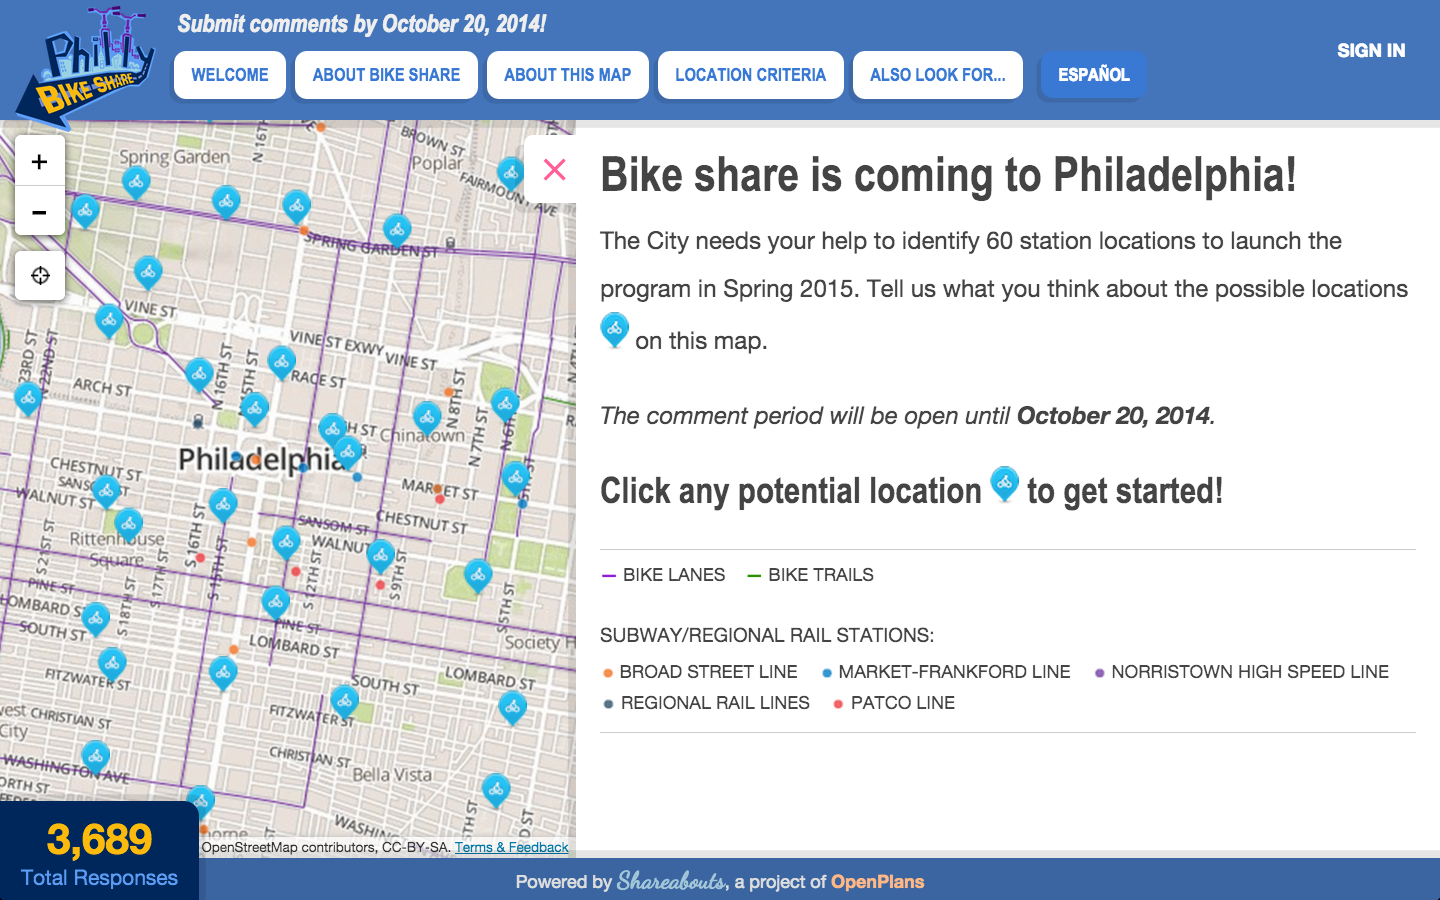 Philly
BIKE SHARE
Submit comments by October 20, 2014!
WELCOME
ABOUT BIKE SHARE
ABOUT THIS MAP
LOCATION CRITERIA
ALSO LOOK FOR...
ESPAÑOL
SIGN IN
+
−
Spring Garden
N 16TH
BROWN ST
Poplar
FAIRMOUNT AVE
SPRING GARDEN ST
VINE ST
VINE ST EXWY
VINE ST
23RD ST
N 22ND ST
ARCH ST
N 16TH ST
N 15TH ST
RACE ST
N 8TH ST
N 7TH ST
N 6TH
H ST
Chinatown
Philadelphia
CHESTNUT ST
SANSO
WALNUT ST
MARKET ST
CHESTNUT ST
SANSOM ST
WALNUT
Rittenhouse
Square
S 21ST ST
S 16TH ST
S 15TH ST
S 12TH ST
S 9TH ST
S 5TH ST
PINE ST
LOMBARD S
SOUTH ST
S 18TH ST
S 17TH ST
PINE ST
LOMBARD ST
Society H
FITZWATER ST
SOUTH ST
LOMBARD ST
west
City
CHRISTIAN ST
FITZWATER ST
CHRISTIAN ST
WASHINGTON AVE
Bella Vista
ORTH ST
WASHING
TH ST
ST
horne
OpenStreetMap contributors, CC-BY-SA. Terms & Feedback
3,689
Total Responses
Bike share is coming to Philadelphia!
The City needs your help to identify 60 station locations to launch the
program in Spring 2015. Tell us what you think about the possible locations
on this map.
The comment period will be open until October 20, 2014.
Click any potential location to get started!
BIKE LANES
BIKE TRAILS
SUBWAY/REGIONAL RAIL STATIONS:
BROAD STREET LINE
MARKET-FRANKFORD LINE
NORRISTOWN HIGH SPEED LINE
REGIONAL RAIL LINES
PATCO LINE
Powered by Shareabouts, a project of OpenPlans